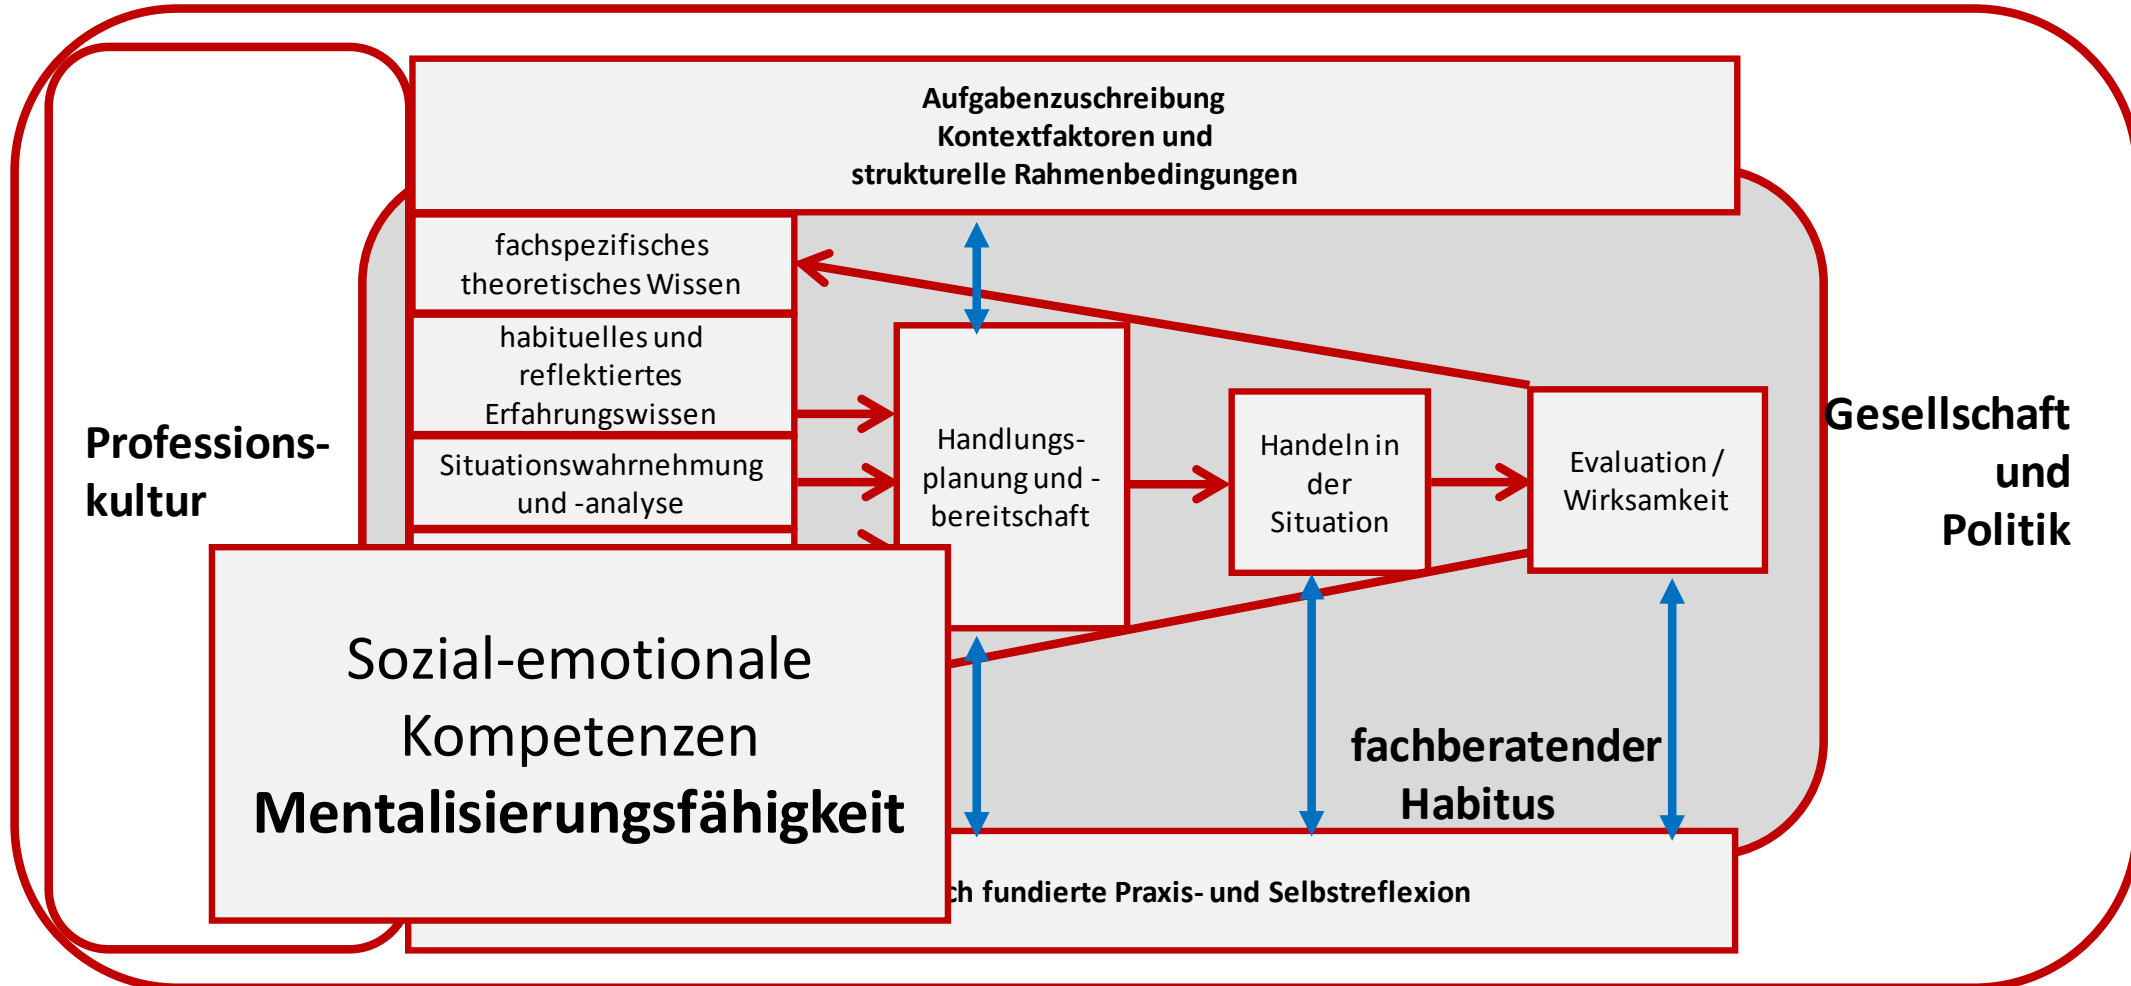 Aufgabenzuschreibung
Kontextfaktoren und
strukturelle Rahmenbedingungen
fachspezifisches
theoretisches Wissen
habituelles und
reflektiertes
Erfahrungswissen
Situationswahrnehmung
und -analyse
Professions-
kultur
Handlungs-
planung und -
bereitschaft
Handeln in
der
Situation
Evaluation /
Wirksamkeit
Gesellschaft
und
Politik
Sozial-emotionale
Kompetenzen
Mentalisierungsfähigkeit
fachberatender
Habitus
ch fundierte Praxis- und Selbstreflexion